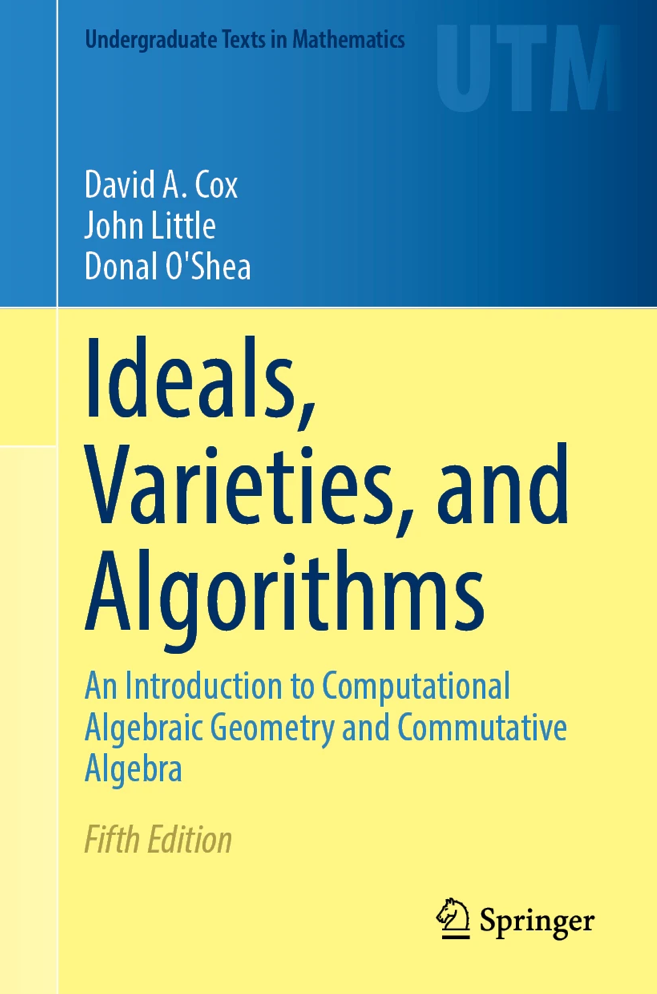 Undergraduate Texts in Mathematics
UTM
David A. Cox
John Little
Donal O'Shea
Ideals,
Varieties, and
Algorithms
An Introduction to Computational
Algebraic Geometry and Commutative
Algebra
Fifth Edition
Springer